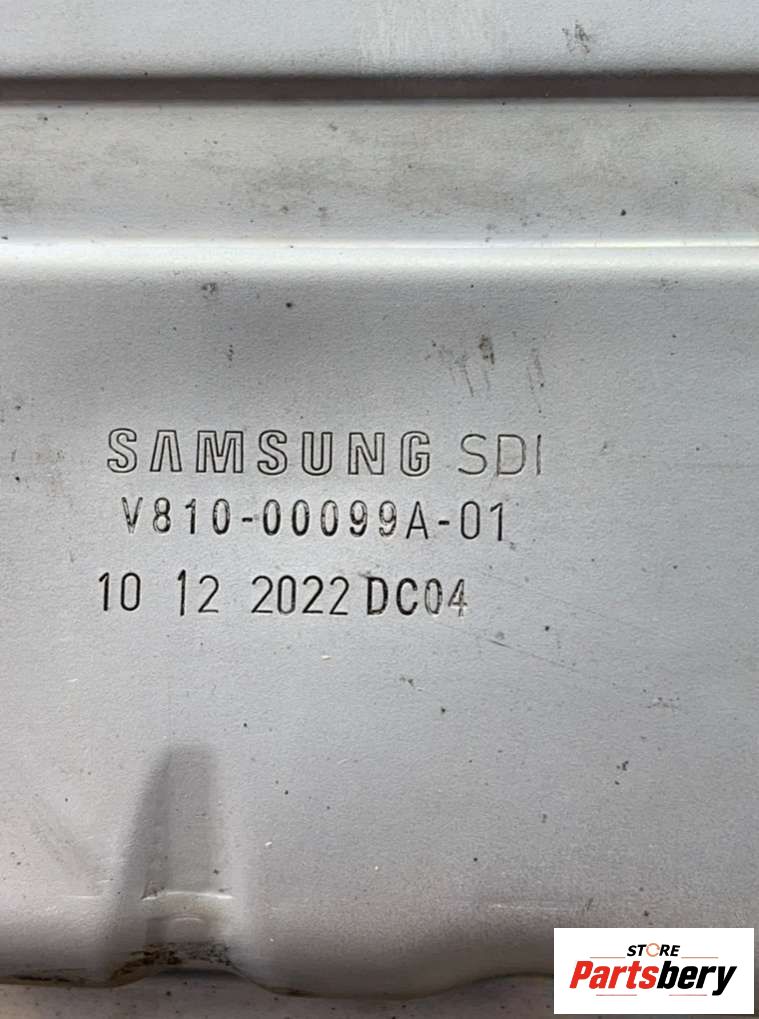 SAMSUNG SDI
V810-00099A-01
10 12 2022 DC04
STORE
Partsbery